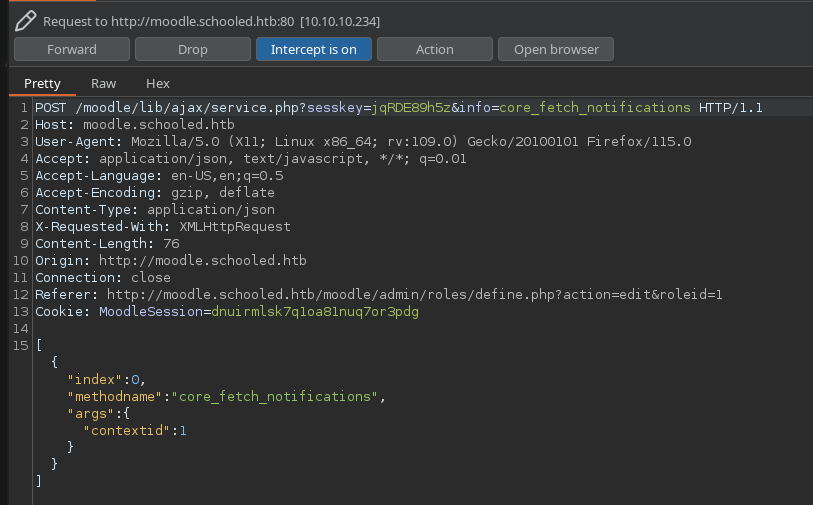 Request to http://moodle.schooled.htb:80 [10.10.10.234]
Forward Drop Intercept is on Action Open browser
Pretty Raw Hex
1 POST /moodle/lib/ajax/service.php?sesskey=jqRDE89h5z&info=core_fetch_notifications HTTP/1.1
2 Host: moodle.schooled.htb
3 User-Agent: Mozilla/5.0 (X11; Linux x86_64; rv:109.0) Gecko/20100101 Firefox/115.0
4 Accept: application/json, text/javascript, */*; q=0.01
5 Accept-Language: en-US,en;q=0.5
6 Accept-Encoding: gzip, deflate
7 Content-Type: application/json
8 X-Requested-With: XMLHttpRequest
9 Content-Length: 76
10 Origin: http://moodle.schooled.htb
11 Connection: close
12 Referer: http://moodle.schooled.htb/moodle/admin/roles/define.php?action=edit&roleid=1
13 Cookie: MoodleSession=dnuirmlsk7q1oa81nuq7or3pdg
14
15 [
{
"index":0,
"methodname":"core_fetch_notifications",
"args":{
"contextid":1
}
}
]